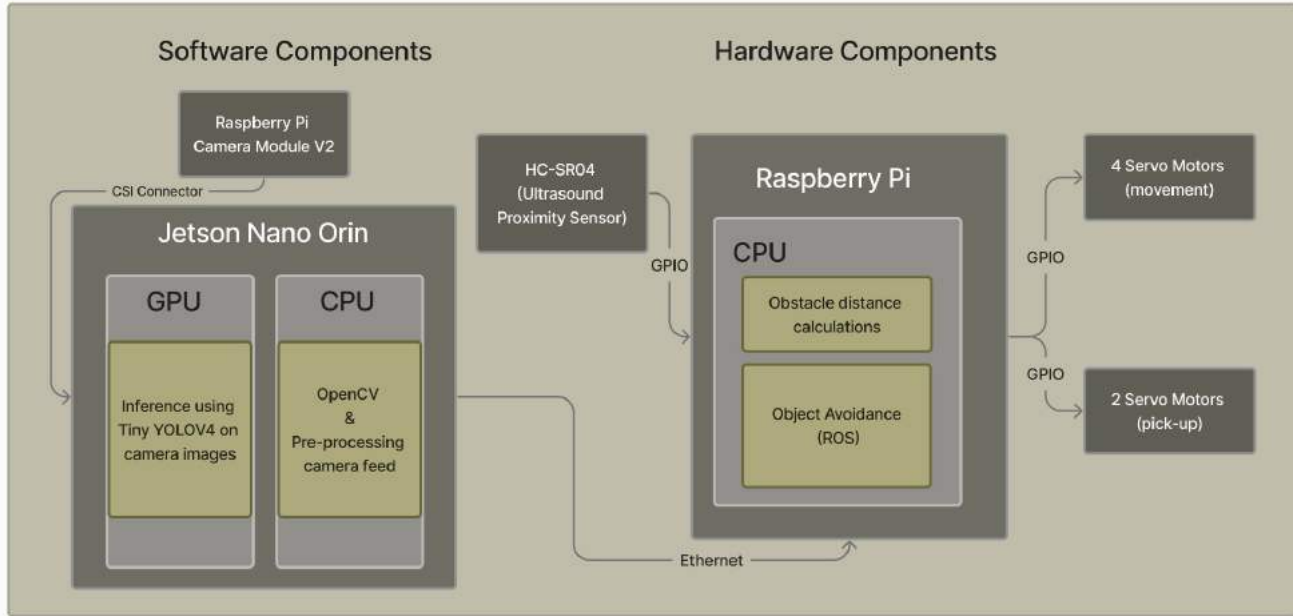 Software Components
Hardware Components
Raspberry Pi
Camera Module V2
CSI Connector
Jetson Nano Orin
GPU
Inference using
Tiny YOLOV4 on
camera images
CPU
OpenCV
&
Pre-processing
camera feed
Ethernet
HC-SR04
(Ultrasound
Proximity Sensor)
GPIO
Raspberry Pi
CPU
Obstacle distance
calculations
Object Avoidance
(ROS)
GPIO
4 Servo Motors
(movement)
GPIO
2 Servo Motors
(pick-up)